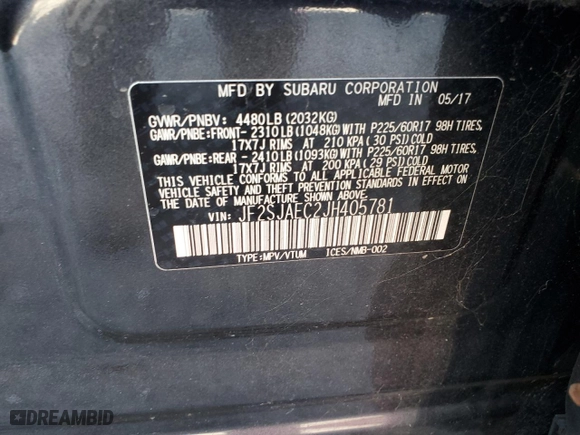 MFD BY SUBARU CORPORATION
MFD IN 05/17
GVWR/PNBV: 4480LB(2032KG)
GAWR/PNBE:FRONT-2310LB(1048KG)WITH P225/60R17 98H TIRES,
17X7J RIMS AT 210 KPA(30 PSI)COLD
GAWR/PNBE:REAR -2410LB(1093KG)WITH P225/60R17 98H TIRES,
17X7J RIMS AT 200 KPA(29 PSI)COLD
THIS VEHICLE CONFORMS TO ALL APPLICABLE FEDERAL MOTOR
VEHICLE SAFETY AND THEFT PREVENTION STANDARDS IN EFFECT ON
THE DATE OF MANUFACTURE SHOWN ABOVE.
VIN: JF2SJAEC2JH405781
TYPE:MPV/VTUM ICES/NMB-002
DREAMBID